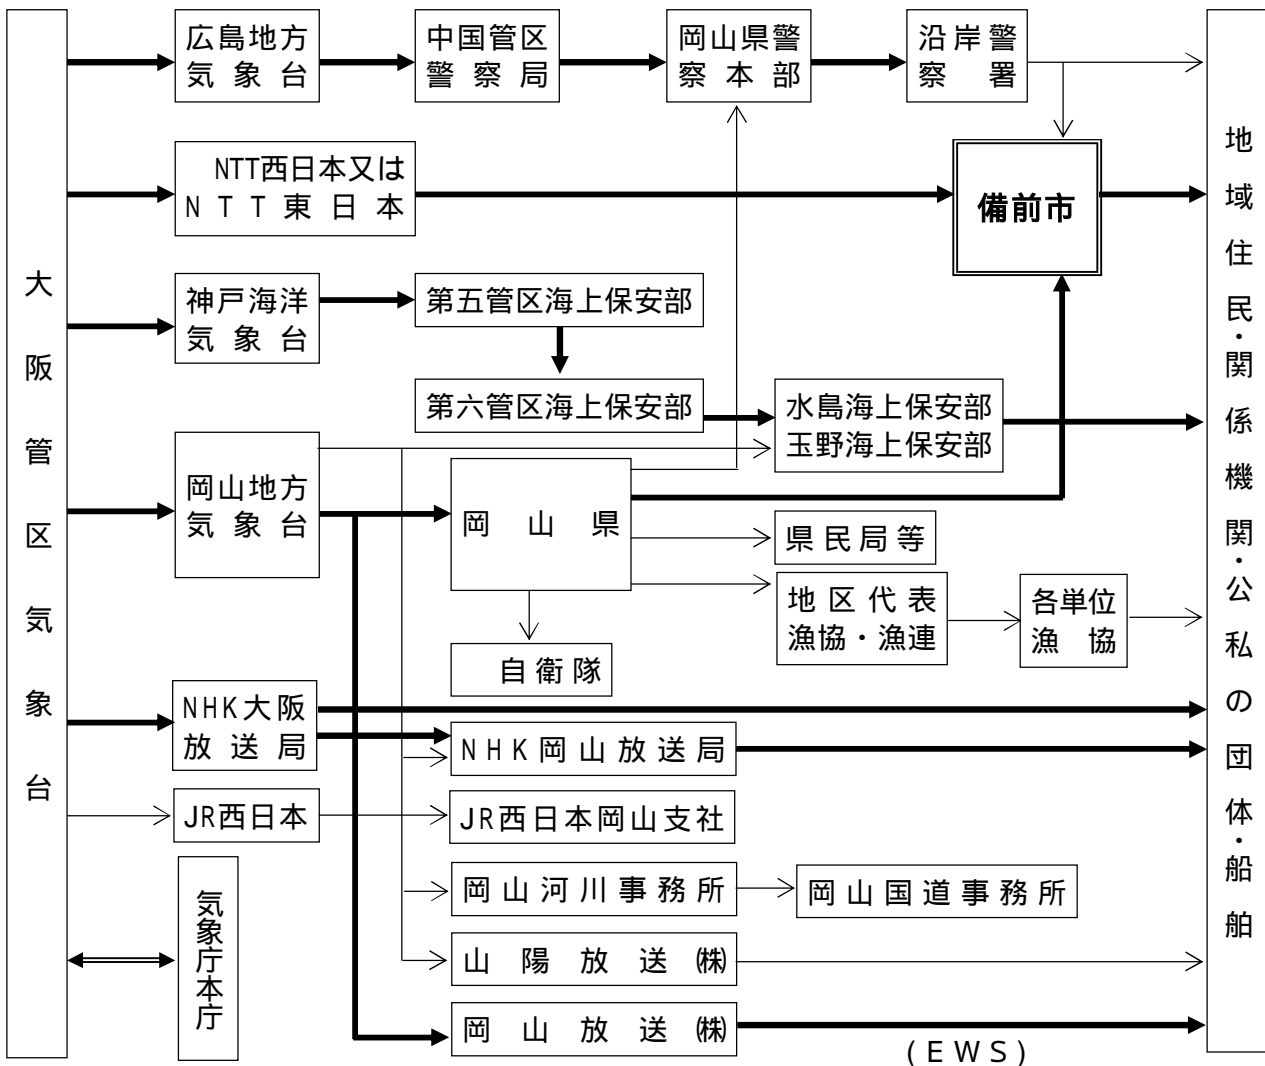 大阪管区気象台
広島地方
気象台
中国管区
警察局
岡山県警
察本部
沿岸警
察署
NTT西日本又は
NTT東日本
備前市
神戸海洋
気象台
第五管区海上保安部
第六管区海上保安部
水島海上保安部
玉野海上保安部
岡山地方
気象台
岡山県
県民局等
地区代表
漁協・漁連
各単位
漁協
自衛隊
NHK大阪
放送局
NHK岡山放送局
JR西日本
JR西日本岡山支社
気象庁本庁
岡山河川事務所
岡山国道事務所
山陽放送㈱
岡山放送㈱
(EWS)
地域住民・関係機関・公私の団体・船舶